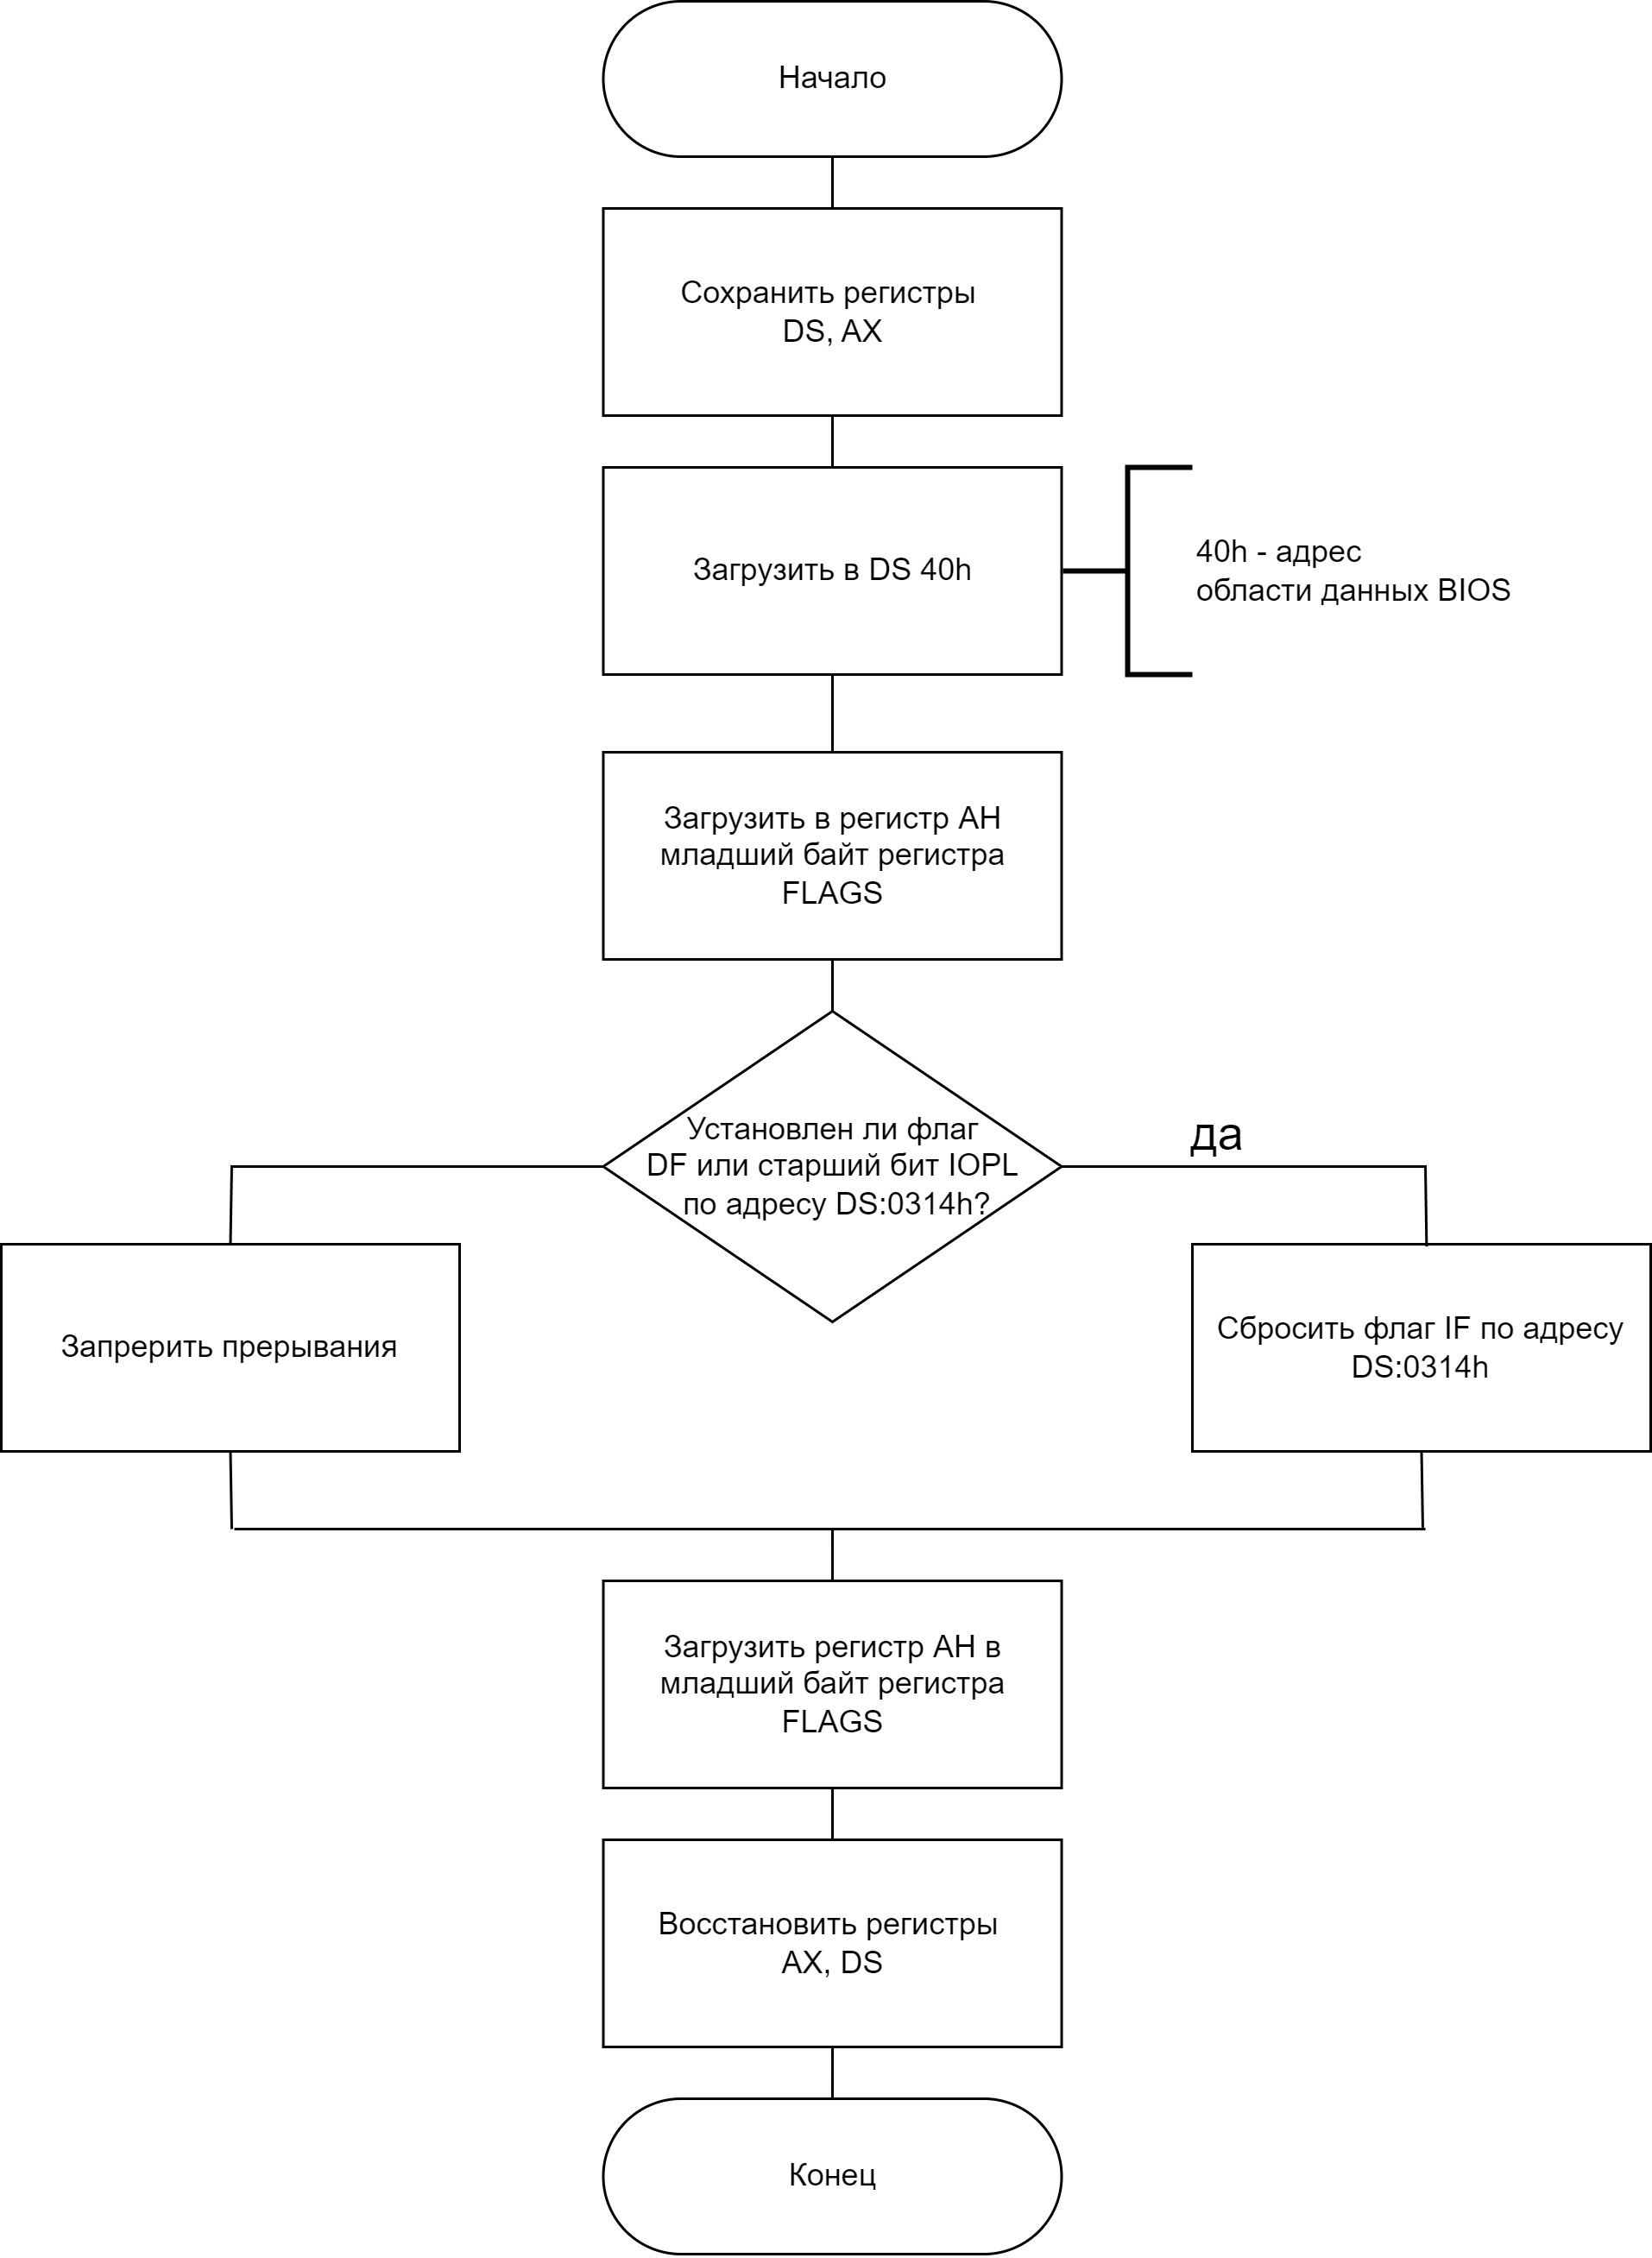 Начало
Сохранить регистры
DS, AX
Загрузить в DS 40h
40h - адрес
области данных BIOS
Загрузить в регистр AH
младший байт регистра
FLAGS
Установлен ли флаг
DF или старший бит IOPL
по адресу DS:0314h?
да
Запрерить прерывания
Сбросить флаг IF по адресу
DS:0314h
Загрузить регистр AH в
младший байт регистра
FLAGS
Восстановить регистры
AX, DS
Конец